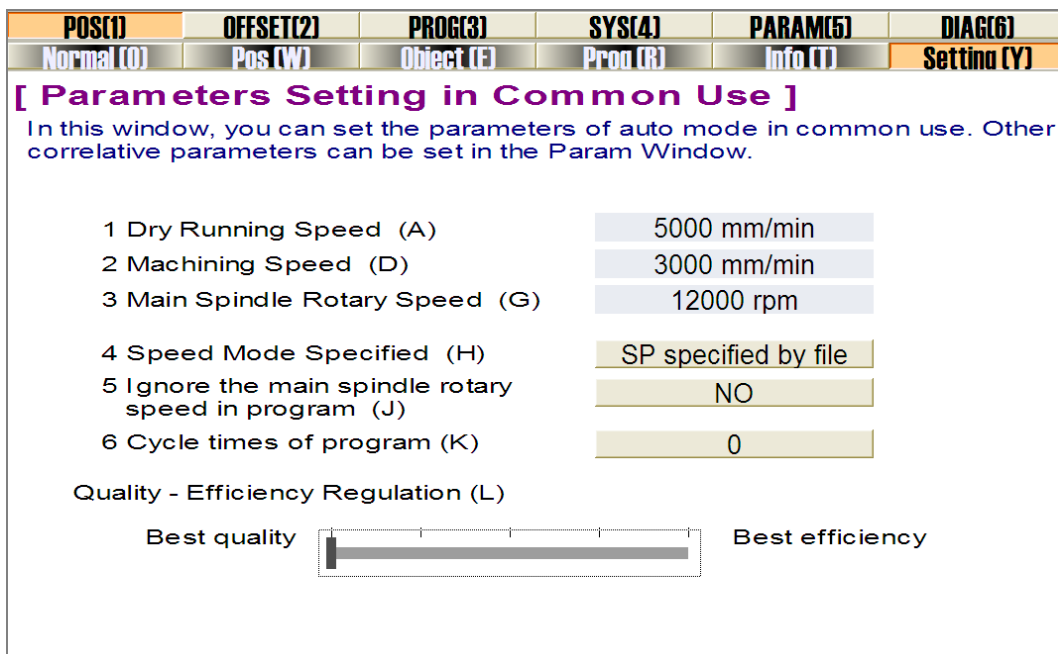 POS(1) OFFSET(2) PROG(3) SYS(4) PARAM(5) DIAG(6)
Normal (O) Pos (W) Object (E) Prog (R) Info (T) Setting (Y)
[ Parameters Setting in Common Use ]
In this window, you can set the parameters of auto mode in common use. Other
correlative parameters can be set in the Param Window.
1 Dry Running Speed (A) 5000 mm/min
2 Machining Speed (D) 3000 mm/min
3 Main Spindle Rotary Speed (G) 12000 rpm
4 Speed Mode Specified (H) SP specified by file
5 Ignore the main spindle rotary
speed in program (J) NO
6 Cycle times of program (K) 0
Quality - Efficiency Regulation (L)
Best quality Best efficiency